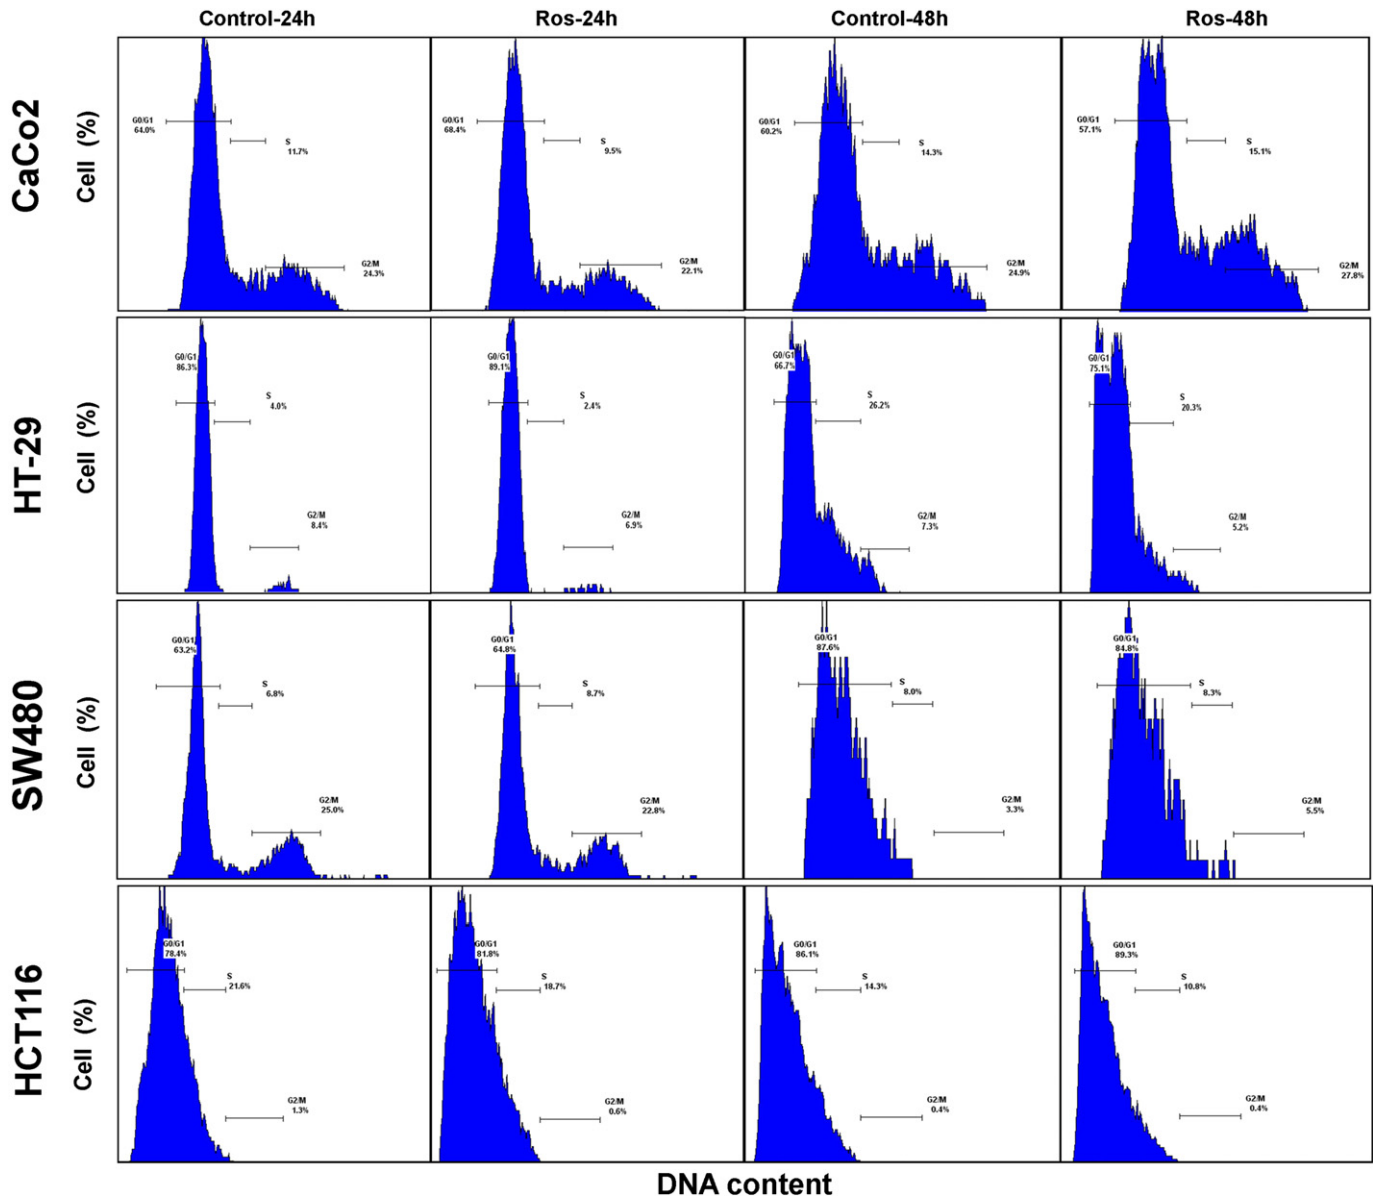 Control-24h
Ros-24h
Control-48h
Ros-48h
CaCo2
Cell (%)
G0/G1
64.0%
S
11.7%
G2/M
24.3%
G0/G1
68.4%
S
9.5%
G2/M
22.1%
G0/G1
60.2%
S
14.3%
G2/M
24.9%
G0/G1
57.1%
S
15.1%
G2/M
27.8%
HT-29
Cell (%)
G0/G1
86.3%
S
4.0%
G2/M
8.4%
G0/G1
89.1%
S
2.4%
G2/M
6.9%
G0/G1
66.7%
S
26.2%
G2/M
7.3%
G0/G1
75.1%
S
20.3%
G2/M
5.2%
SW480
Cell (%)
G0/G1
63.2%
S
6.8%
G2/M
25.0%
G0/G1
64.8%
S
8.7%
G2/M
22.8%
G0/G1
87.6%
S
8.0%
G2/M
3.3%
G0/G1
84.8%
S
8.3%
G2/M
5.5%
HCT116
Cell (%)
G0/G1
78.4%
S
21.6%
G2/M
1.3%
G0/G1
81.8%
S
18.7%
G2/M
0.6%
G0/G1
86.1%
S
14.3%
G2/M
0.4%
G0/G1
89.3%
S
10.8%
G2/M
0.4%
DNA content